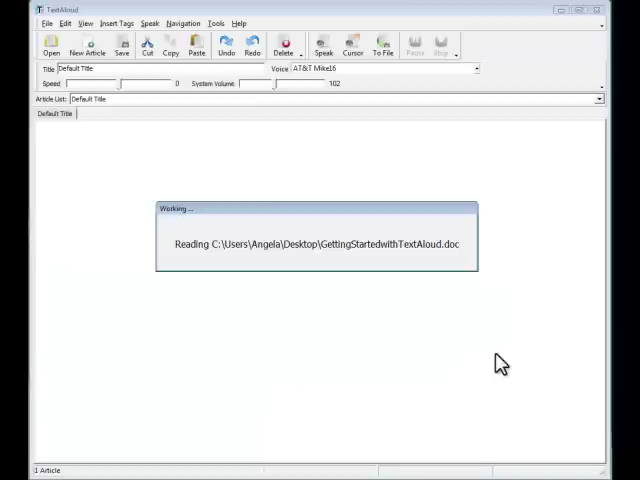 TextAloud
File Edit View Insert Tags Speak Navigation Tools Help
Open New Article Save Cut Copy Paste Undo Redo Delete Speak Cursor To File Pause Stop
Title Default Title Voice AT&T Mike16
Speed 0 System Volume 102
Article List: Default Title
Default Title
Working ...
Reading C:\Users\Angela\Desktop\GettingStartedwithTextAloud.doc
1 Article